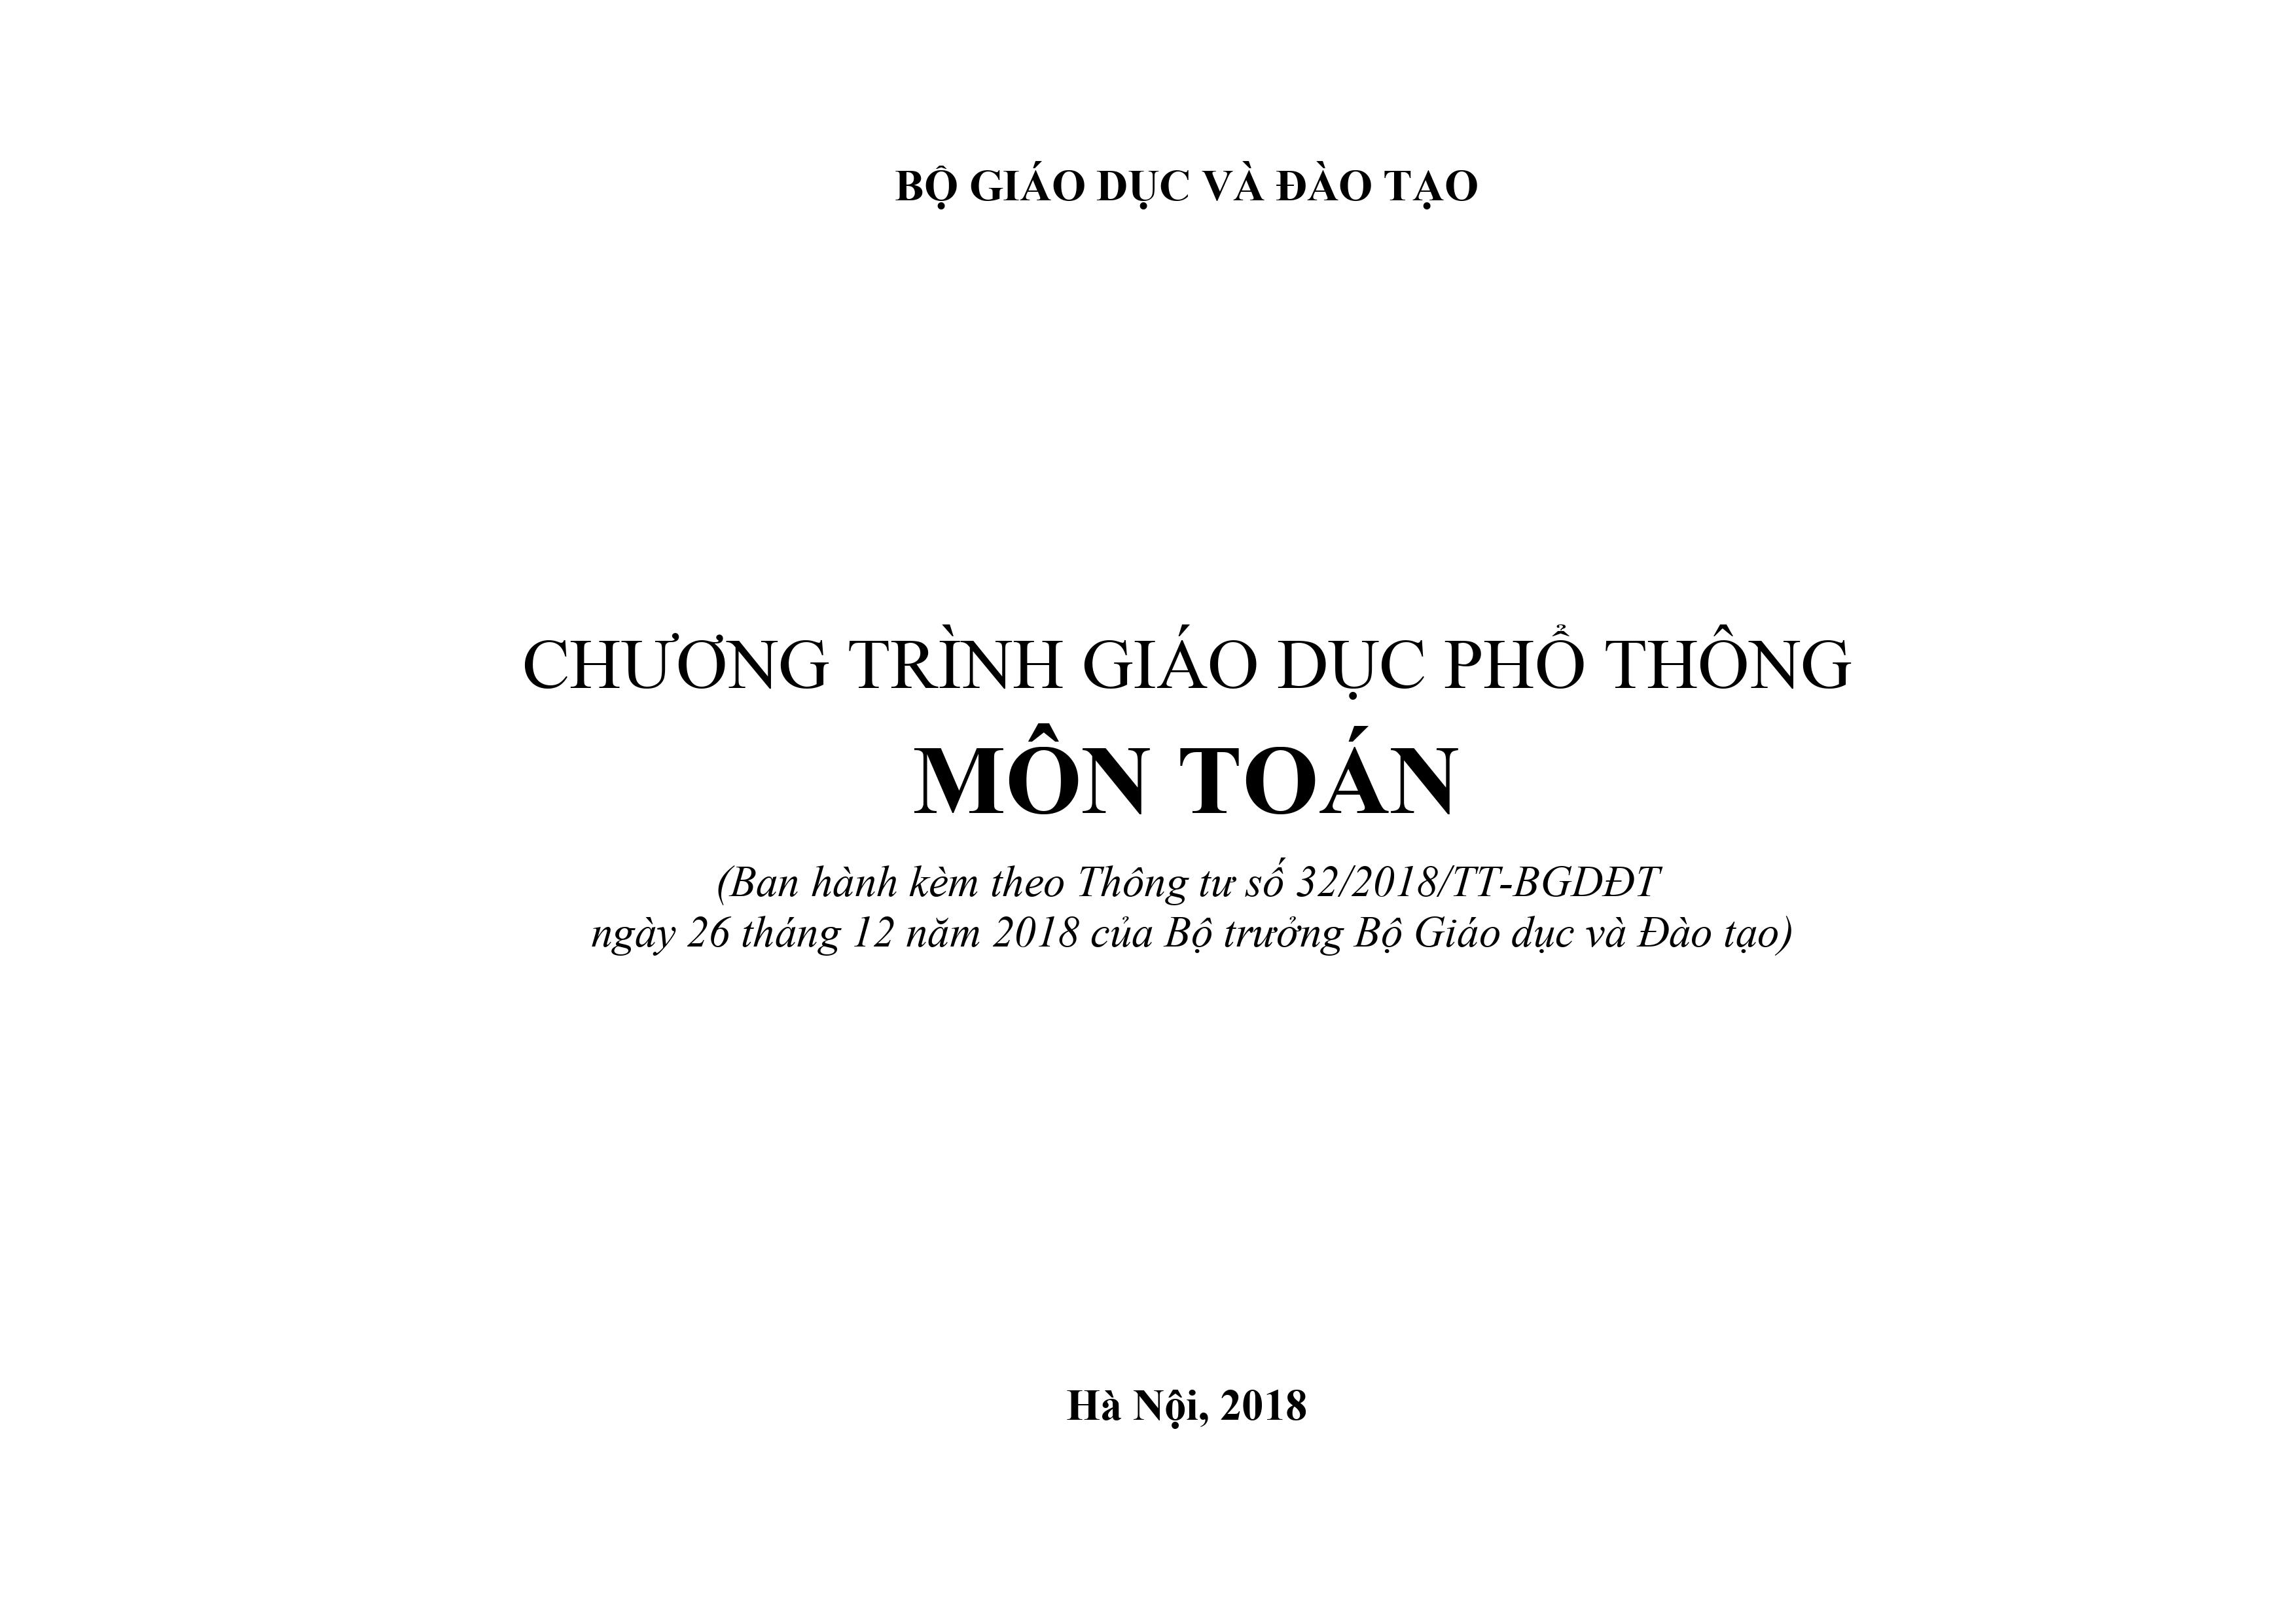 BỘ GIÁO DỤC VÀ ĐÀO TẠO
CHƯƠNG TRÌNH GIÁO DỤC PHỔ THÔNG
MÔN TOÁN
(Ban hành kèm theo Thông tư số 32/2018/TT-BGDĐT
ngày 26 tháng 12 năm 2018 của Bộ trưởng Bộ Giáo dục và Đào tạo)
Hà Nội, 2018